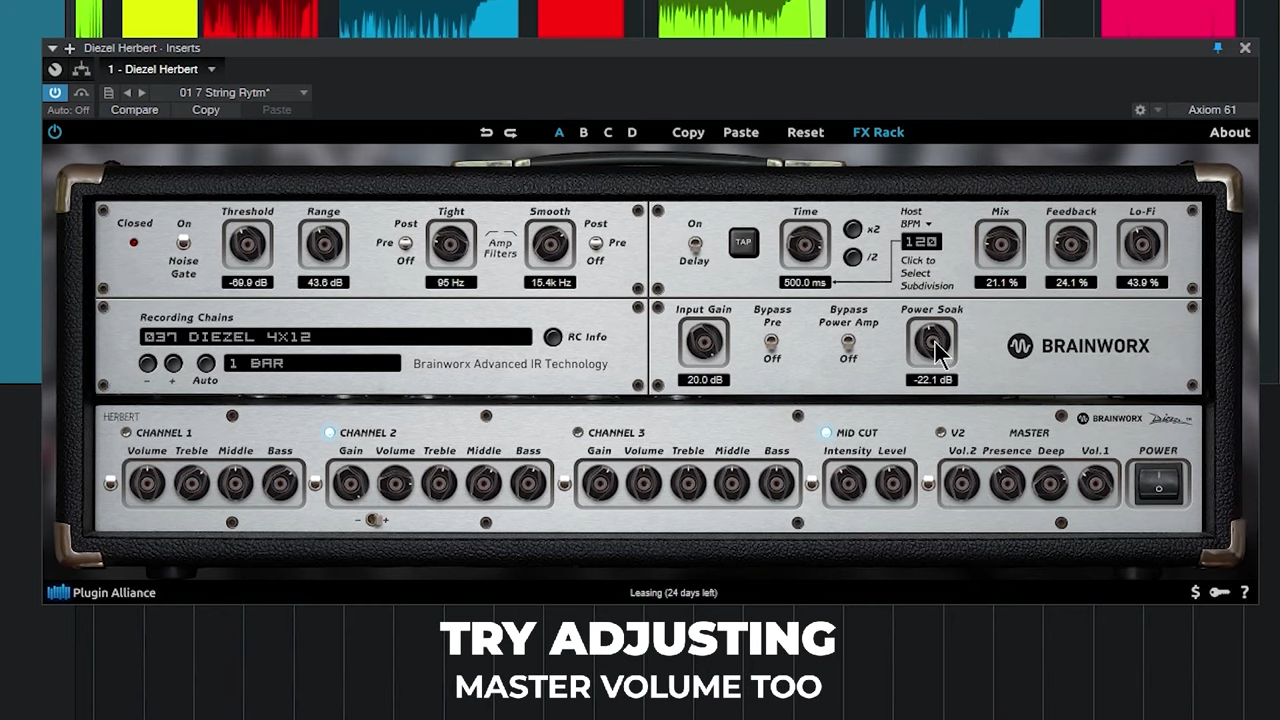 Diezel Herbert - Inserts
1 - Diezel Herbert
01 7 String Rytm*
Auto: Off
Compare
Copy
Paste
Axiom 61
A B C D Copy Paste Reset FX Rack About
Closed
On
Noise
Gate
Threshold
-69.9 dB
Range
43.6 dB
Post
Pre
Off
Tight
95 Hz
Amp
Filters
Smooth
15.4k Hz
Post
Pre
Off
On
Delay
TAP
Time
500.0 ms
x2
/2
Host
BPM
120
Click to
Select
Subdivision
Mix
21.1 %
Feedback
24.1 %
Lo-Fi
43.9 %
Recording Chains
037 DIEZEL 4X12
RC Info
- + Auto
1 BAR
Brainworx Advanced IR Technology
Input Gain
20.0 dB
Bypass
Pre
Off
Bypass
Power Amp
Off
Power Soak
-22.1 dB
BRAINWORX
HERBERT
BRAINWORX Diezel
CHANNEL 1
Volume Treble Middle Bass
CHANNEL 2
Gain Volume Treble Middle Bass
- +
CHANNEL 3
Gain Volume Treble Middle Bass
MID CUT
Intensity Level
V2 MASTER
Vol.2 Presence Deep Vol.1
POWER
Plugin Alliance
Leasing (24 days left)
$ ?
TRY ADJUSTING
MASTER VOLUME TOO